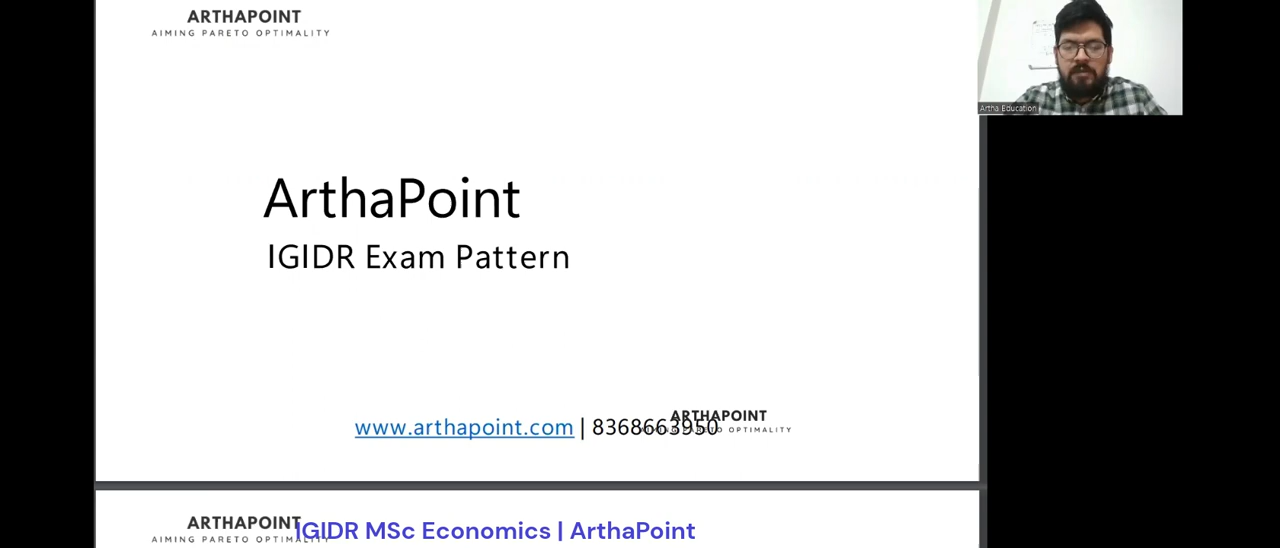 ARTHAPOINT
AIMING PARETO OPTIMALITY
Artha Education
ArthaPoint
IGIDR Exam Pattern
www.arthapoint.com | 8368663950
ARTHAPOINT
OPTIMALITY
ARTHAPOINT
AIMING PARETO OPTIMALITY
IGIDR MSc Economics | ArthaPoint